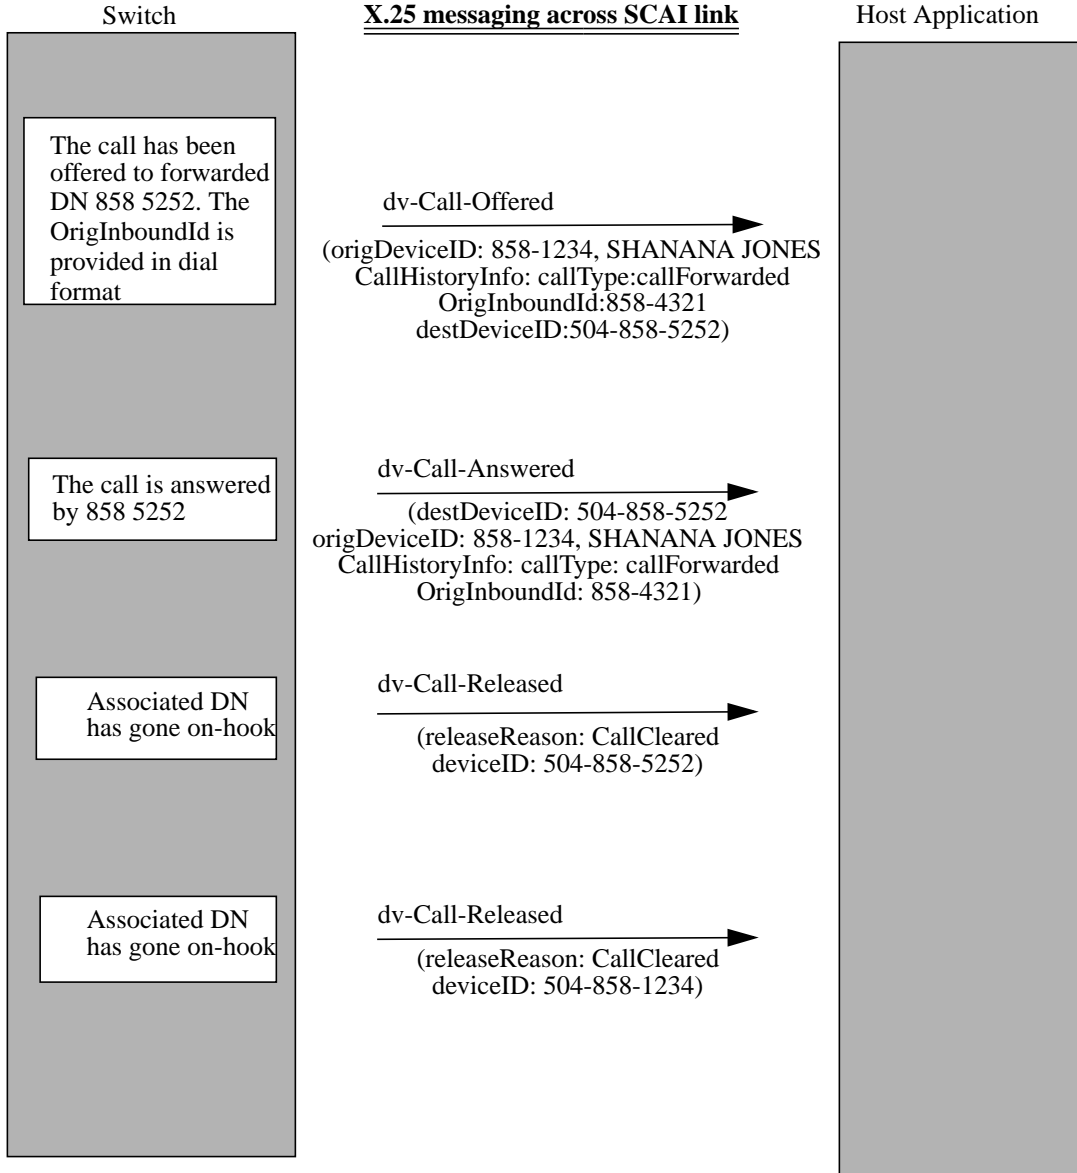 Switch
X.25 messaging across SCAI link
Host Application
The call has been
offered to forwarded
DN 858 5252. The
OrigInboundId is
provided in dial
format
dv-Call-Offered
(origDeviceID: 858-1234, SHANANA JONES
CallHistoryInfo: callType:callForwarded
OrigInboundId:858-4321
destDeviceID:504-858-5252)
The call is answered
by 858 5252
dv-Call-Answered
(destDeviceID: 504-858-5252
origDeviceID: 858-1234, SHANANA JONES
CallHistoryInfo: callType: callForwarded
OrigInboundId: 858-4321)
Associated DN
has gone on-hook
dv-Call-Released
(releaseReason: CallCleared
deviceID: 504-858-5252)
Associated DN
has gone on-hook
dv-Call-Released
(releaseReason: CallCleared
deviceID: 504-858-1234)